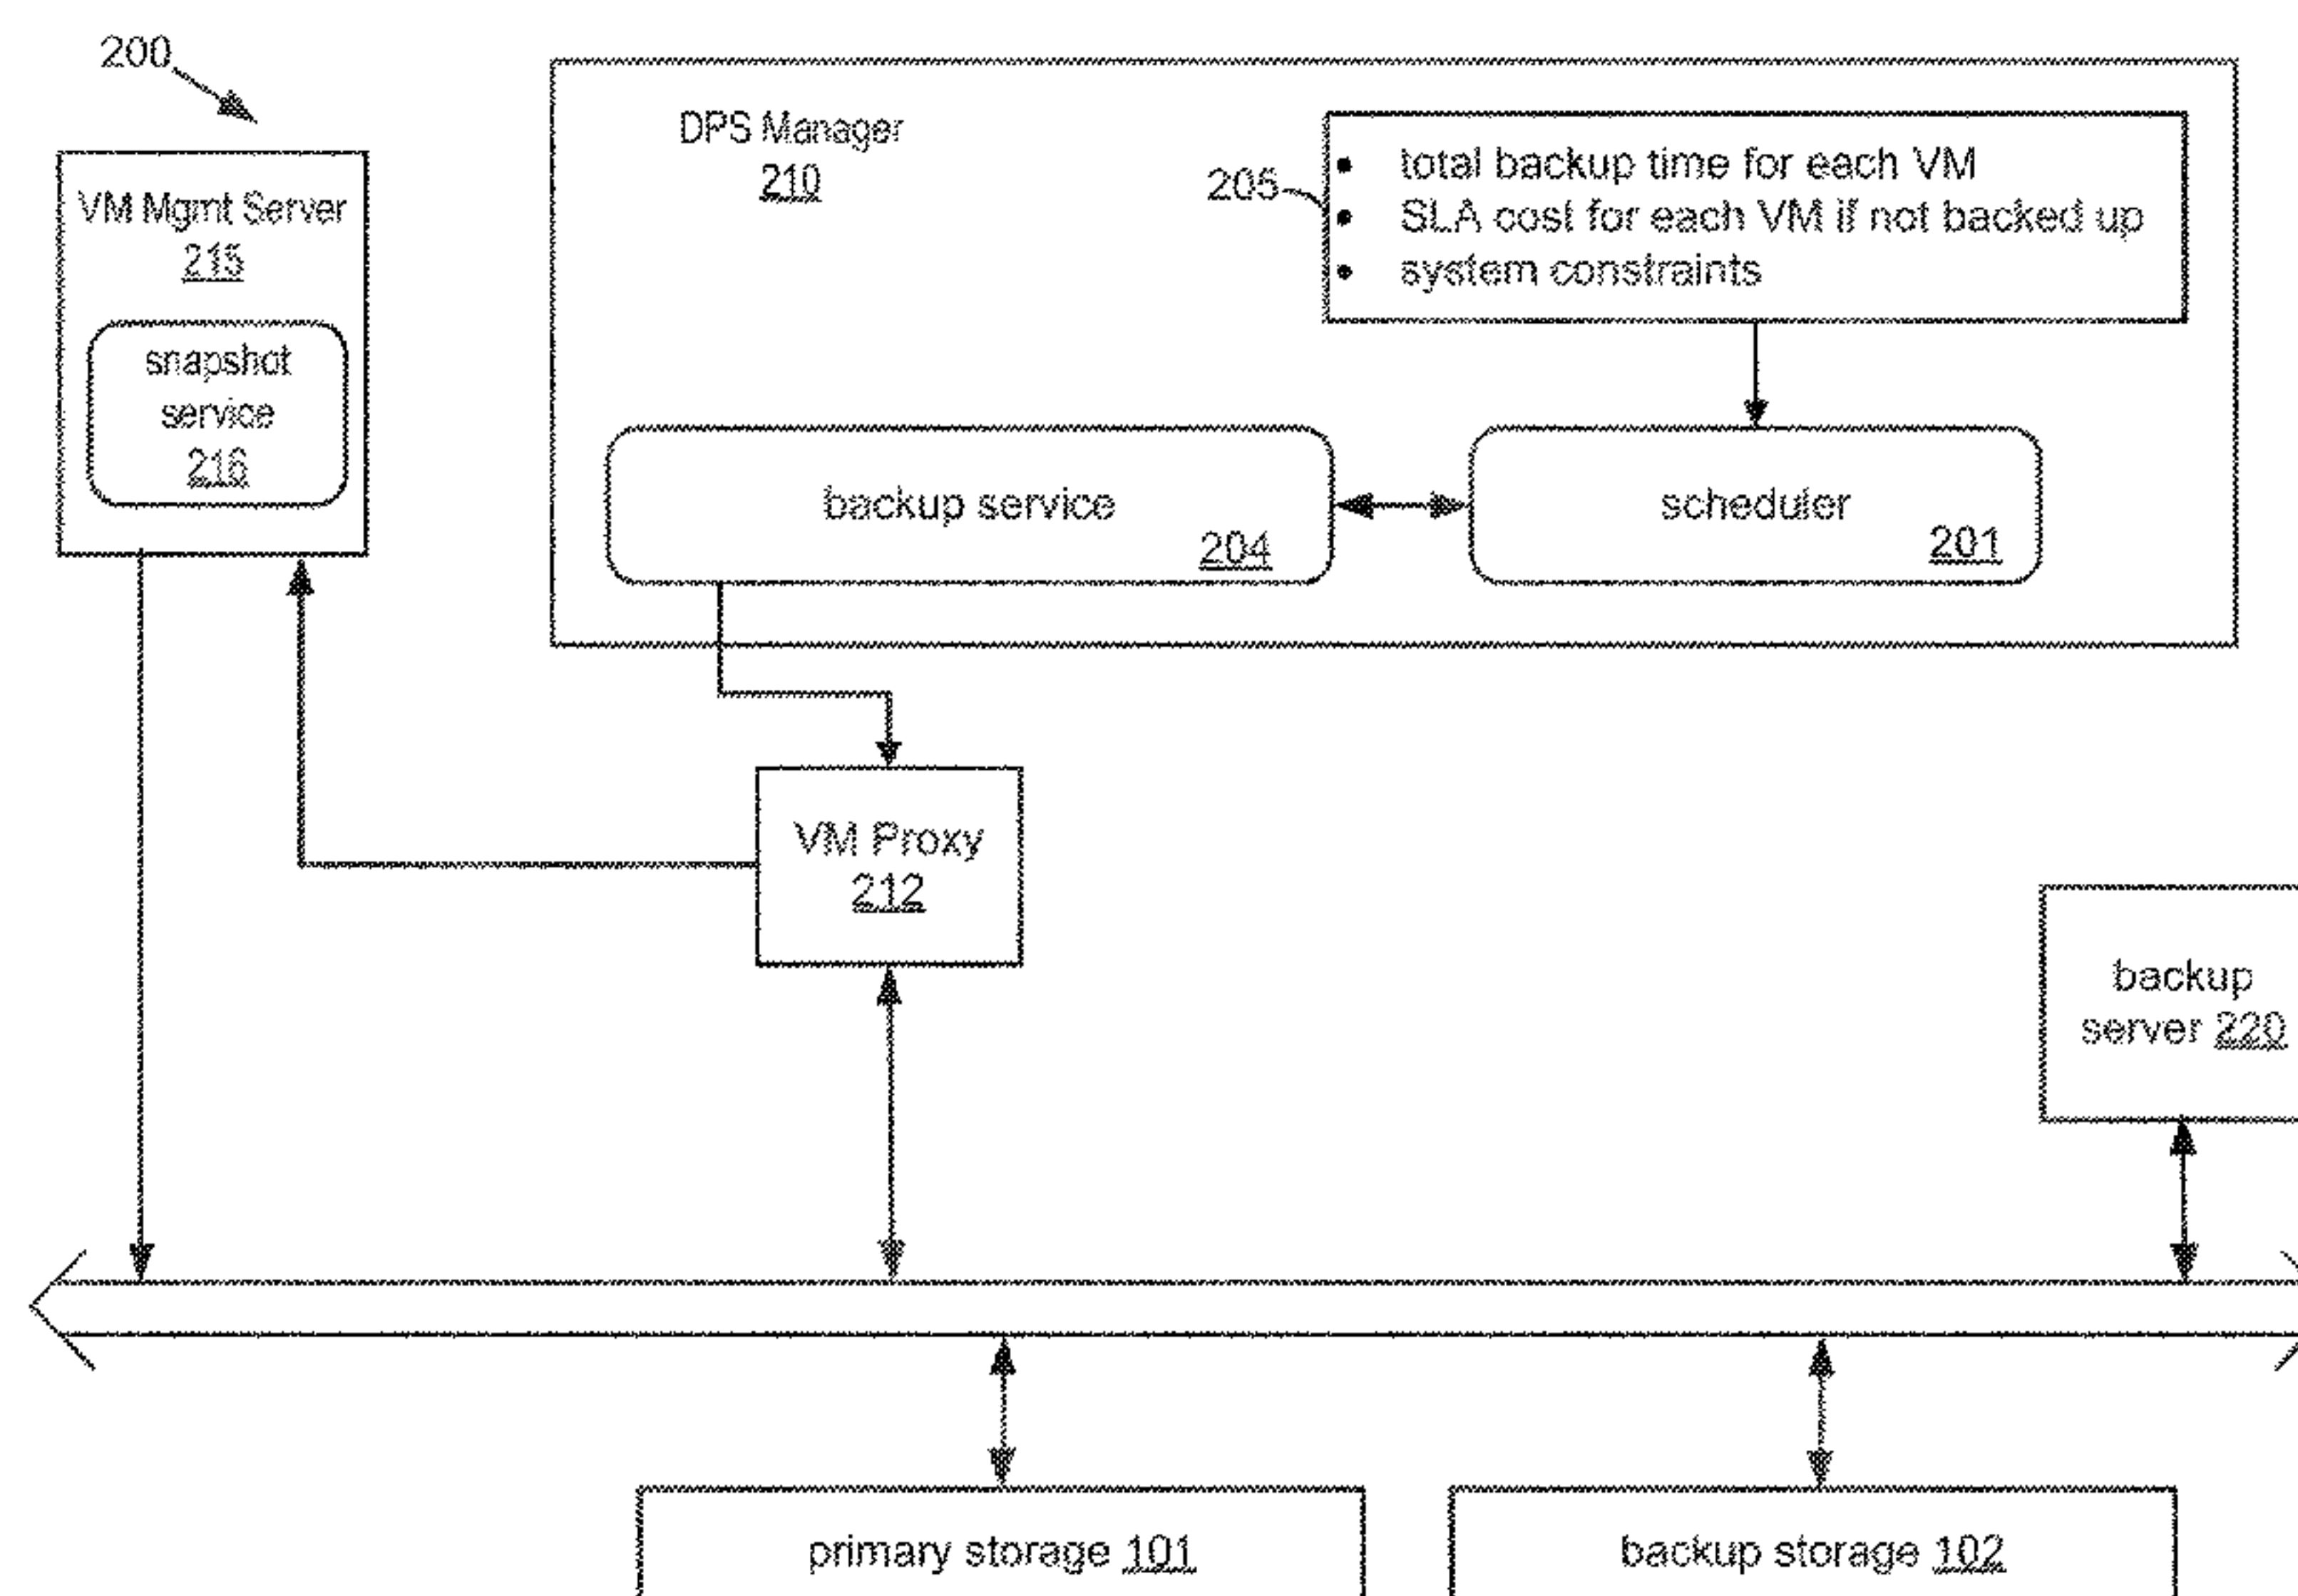 200
DPS Manager
210
205
• total backup time for each VM
• SLA cost for each VM if not backed up
• system constraints
VM Mgmt Server
215
snapshot
service
216
backup service
204
scheduler
201
VM Proxy
212
backup
server 220
primary storage 101
backup storage 102